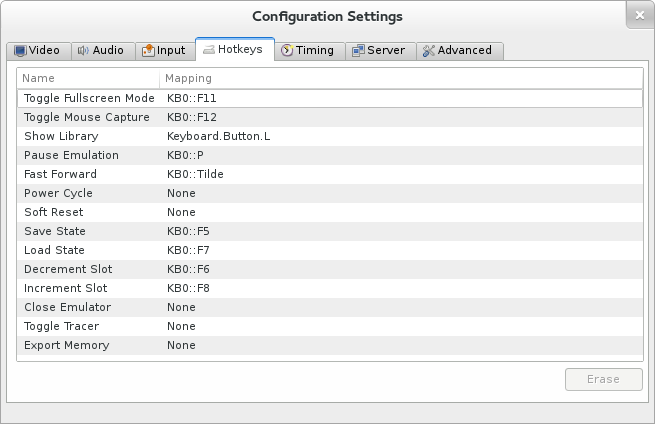 Configuration Settings
Video Audio Input Hotkeys Timing Server Advanced
Name Mapping
Toggle Fullscreen Mode KB0::F11
Toggle Mouse Capture KB0::F12
Show Library Keyboard.Button.L
Pause Emulation KB0::P
Fast Forward KB0::Tilde
Power Cycle None
Soft Reset None
Save State KB0::F5
Load State KB0::F7
Decrement Slot KB0::F6
Increment Slot KB0::F8
Close Emulator None
Toggle Tracer None
Export Memory None
Erase